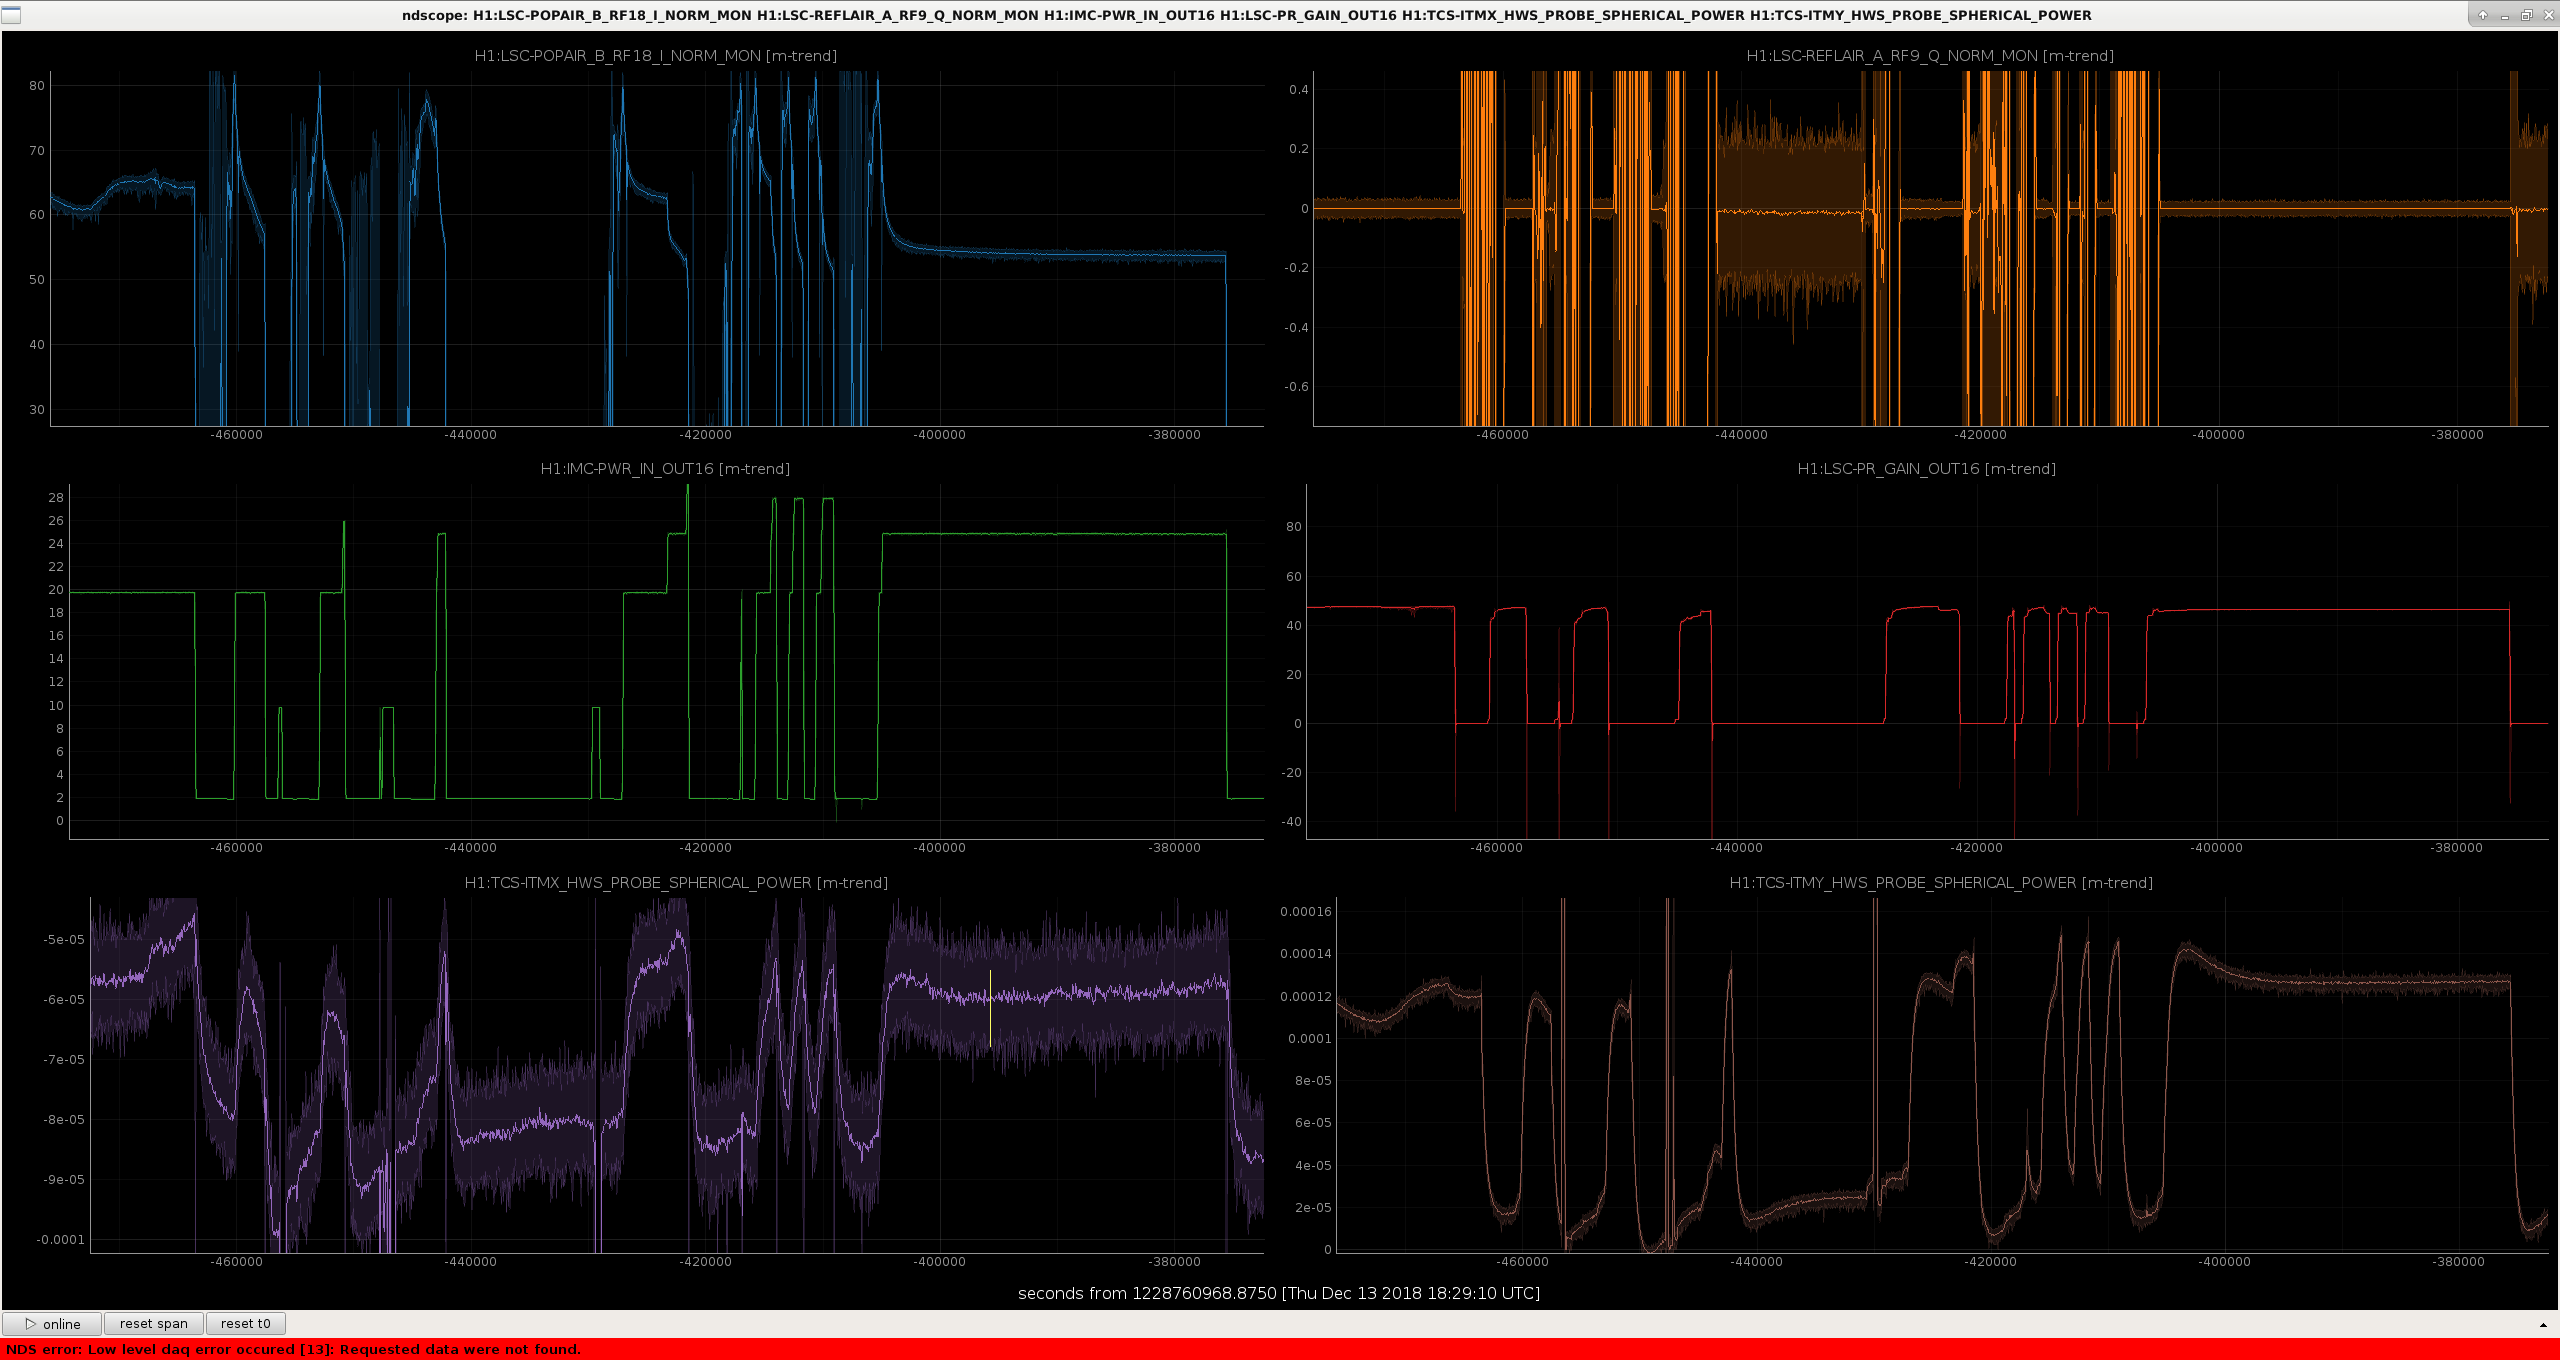 ndscope: H1:LSC-POPAIR_B_RF18_I_NORM_MON H1:LSC-REFLAIR_A_RF9_Q_NORM_MON H1:IMC-PWR_IN_OUT16 H1:LSC-PR_GAIN_OUT16 H1:TCS-ITMX_HWS_PROBE_SPHERICAL_POWER H1:TCS-ITMY_HWS_PROBE_SPHERICAL_POWER
H1:LSC-POPAIR_B_RF18_I_NORM_MON [m-trend]
80
70
60
50
40
30
-460000 -440000 -420000 -400000 -380000
H1:LSC-REFLAIR_A_RF9_Q_NORM_MON [m-trend]
0.4
0.2
0
-0.2
-0.4
-0.6
-460000 -440000 -420000 -400000 -380000
H1:IMC-PWR_IN_OUT16 [m-trend]
28
26
24
22
20
18
16
14
12
10
8
6
4
2
0
-460000 -440000 -420000 -400000 -380000
H1:LSC-PR_GAIN_OUT16 [m-trend]
80
60
40
20
0
-20
-40
-460000 -440000 -420000 -400000 -380000
H1:TCS-ITMX_HWS_PROBE_SPHERICAL_POWER [m-trend]
-5e-05
-6e-05
-7e-05
-8e-05
-9e-05
-0.0001
-460000 -440000 -420000 -400000 -380000
H1:TCS-ITMY_HWS_PROBE_SPHERICAL_POWER [m-trend]
0.00016
0.00014
0.00012
0.0001
8e-05
6e-05
4e-05
2e-05
0
-460000 -440000 -420000 -400000 -380000
seconds from 1228760968.8750 [Thu Dec 13 2018 18:29:10 UTC]
online reset span reset t0
NDS error: Low level daq error occured [13]: Requested data were not found.